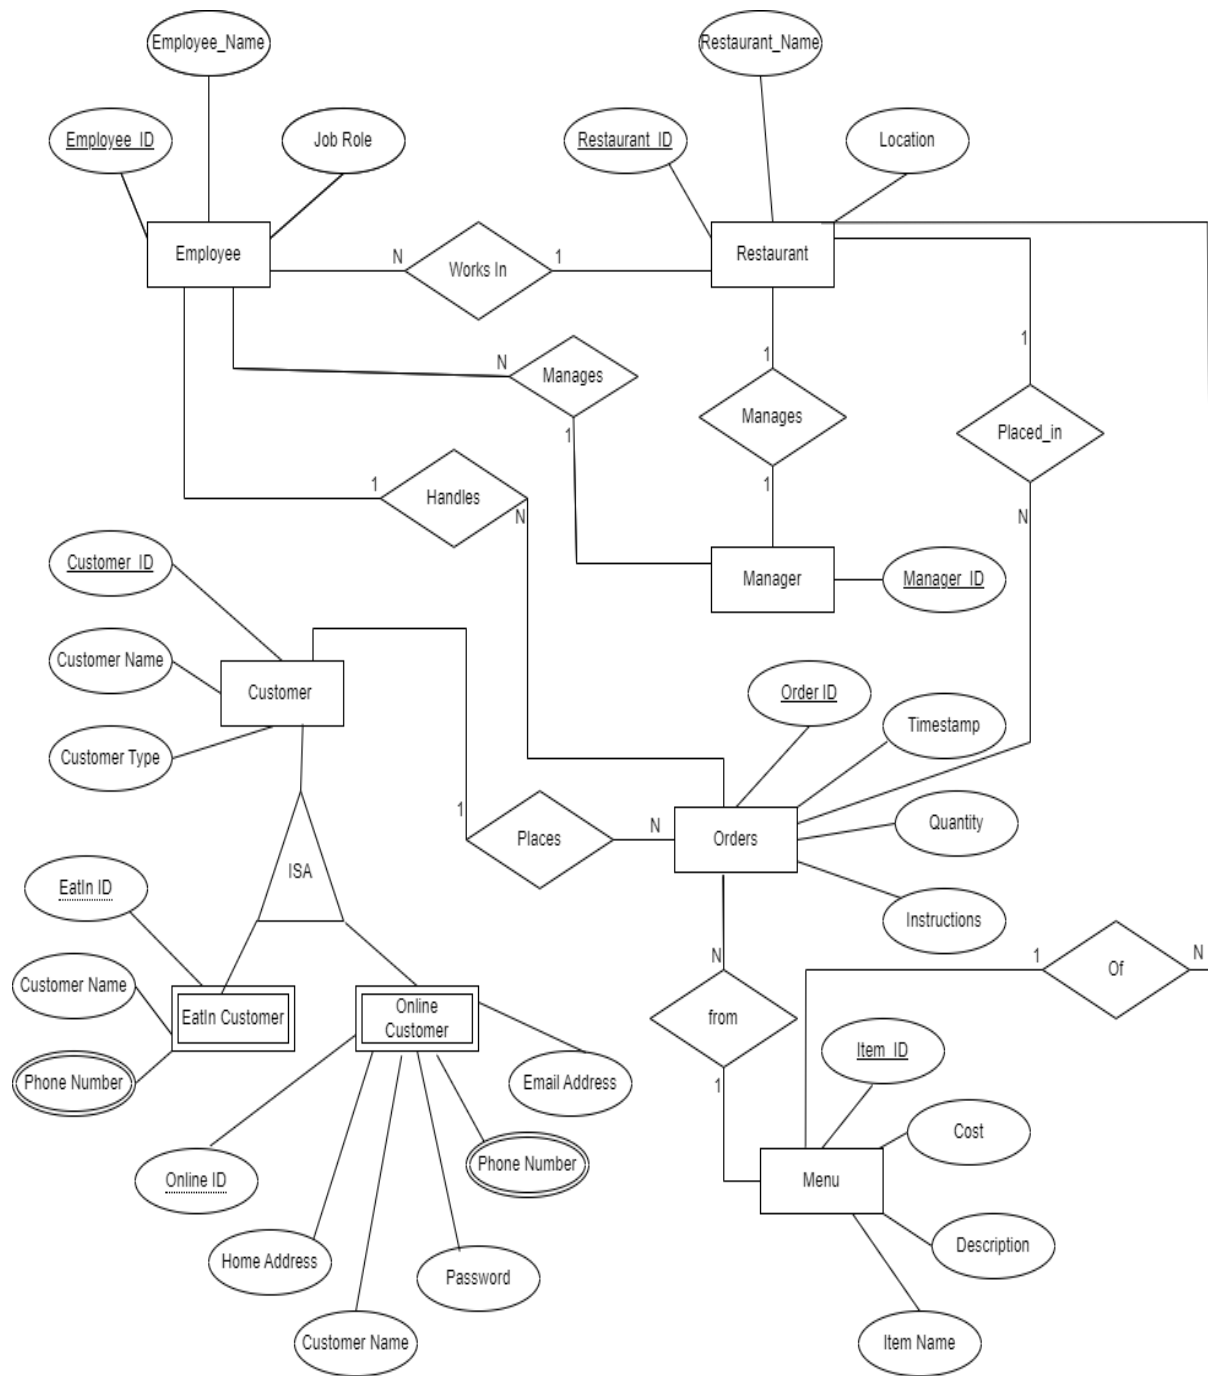 Employee_Name
Restaurant_Name
Employee_ID
Job Role
Restaurant_ID
Location
Employee
N
Works In
1
Restaurant
N
Manages
1
1
Manages
1
1
Placed_in
N
1
Handles
N
Customer_ID
Manager
Manager_ID
Customer Name
Customer
Order ID
Timestamp
Customer Type
1
Places
N
Orders
Quantity
ISA
EatIn ID
Instructions
N
1
Of
N
Customer Name
EatIn Customer
Online
Customer
from
Item_ID
Phone Number
Email Address
1
Cost
Phone Number
Online ID
Menu
Home Address
Password
Description
Customer Name
Item Name